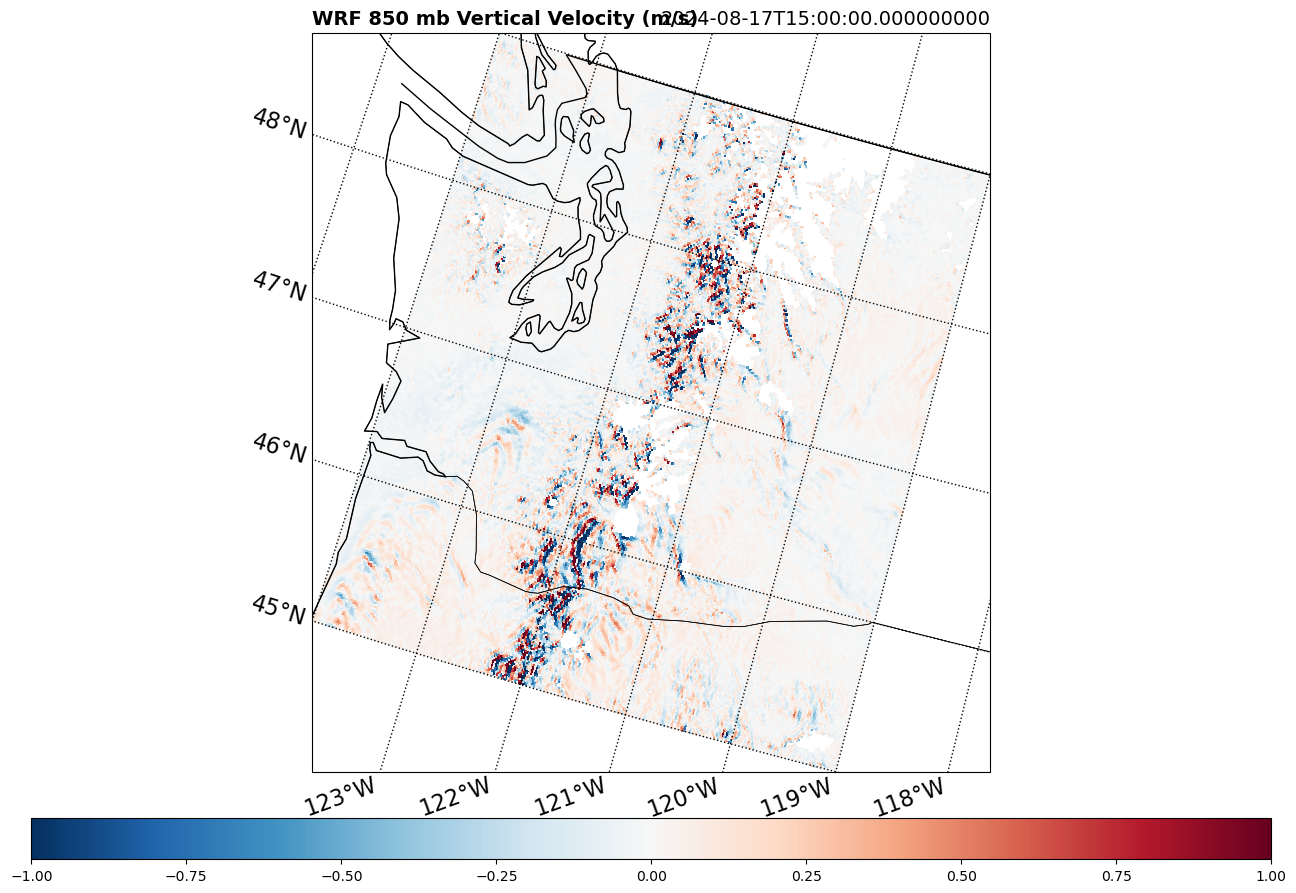 WRF 850 mb Vertical Velocity (m/s)
2024-08-17T15:00:00.000000000
48°N
47°N
46°N
45°N
123°W 122°W 121°W 120°W 119°W 118°W
−1.00 −0.75 −0.50 −0.25 0.00 0.25 0.50 0.75 1.00